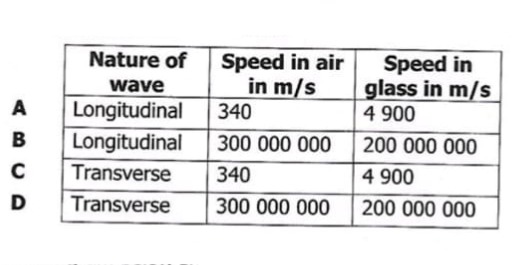 Nature of wave Speed in air in m/s Speed in glass in m/s
A Longitudinal 340 4 900
B Longitudinal 300 000 000 200 000 000
C Transverse 340 4 900
D Transverse 300 000 000 200 000 000